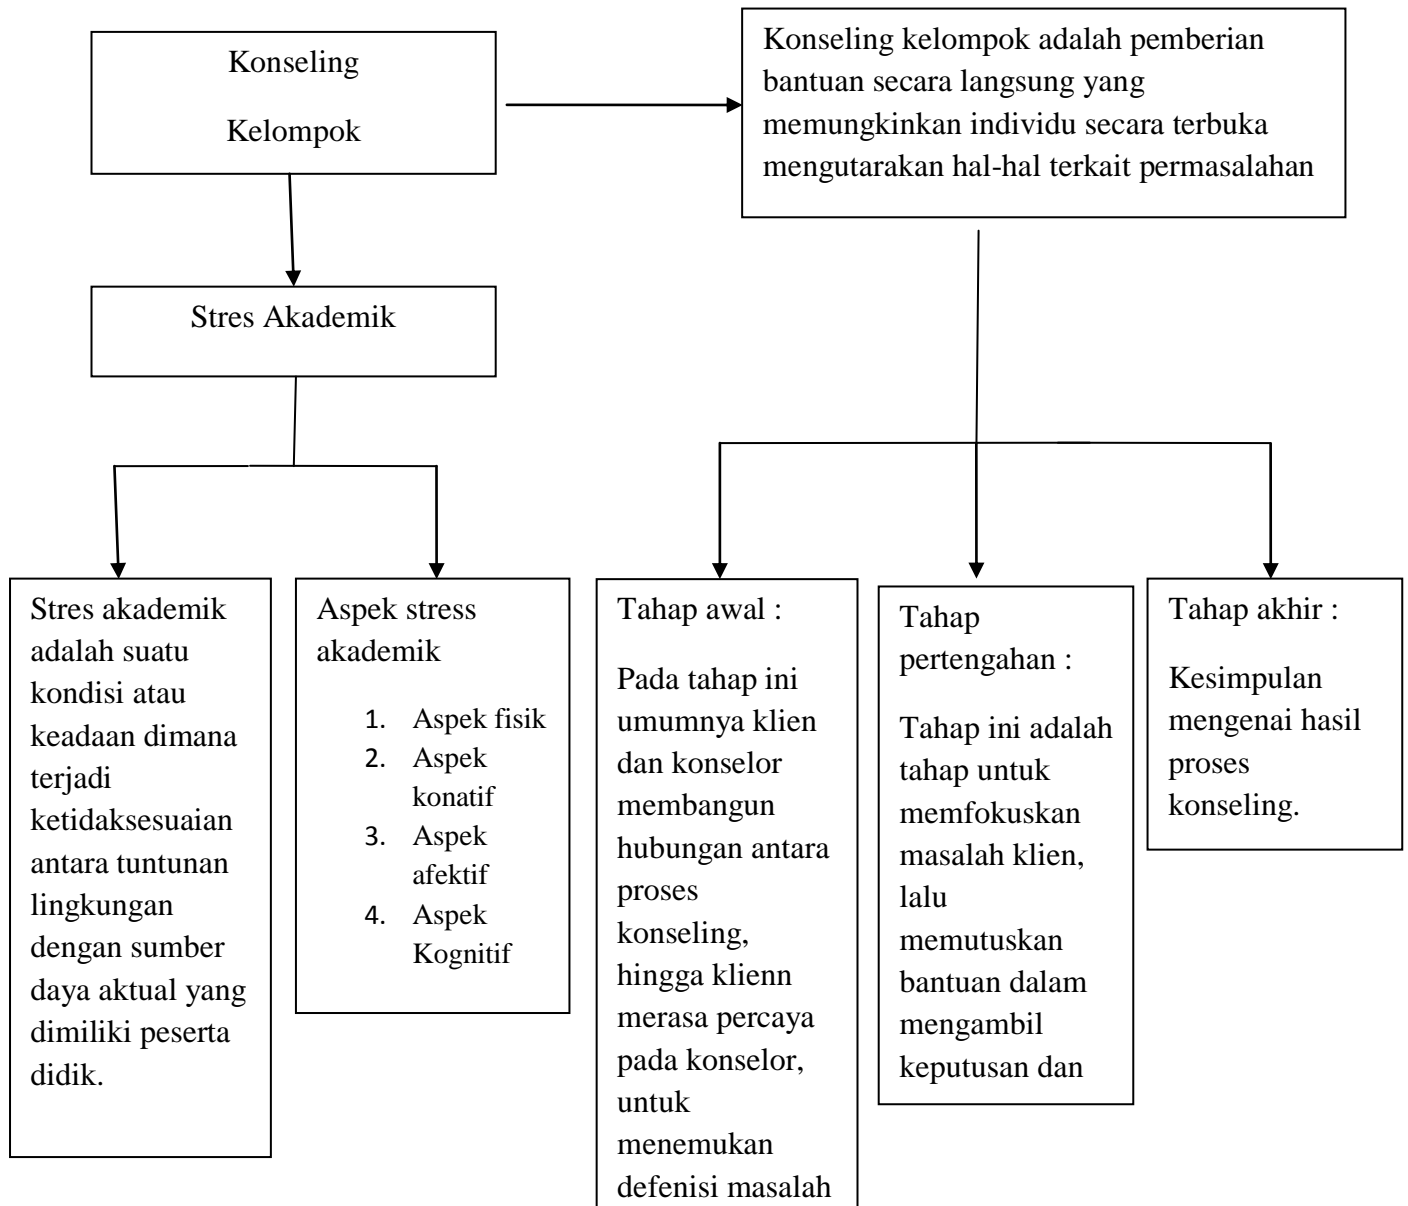 Konseling
Kelompok
Konseling kelompok adalah pemberian
bantuan secara langsung yang
memungkinkan individu secara terbuka
mengutarakan hal-hal terkait permasalahan
Stres Akademik
Stres akademik
adalah suatu
kondisi atau
keadaan dimana
terjadi
ketidaksesuaian
antara tuntunan
lingkungan
dengan sumber
daya aktual yang
dimiliki peserta
didik.
Aspek stress
akademik
1. Aspek fisik
2. Aspek
konatif
3. Aspek
afektif
4. Aspek
Kognitif
Tahap awal :
Pada tahap ini
umumnya klien
dan konselor
membangun
hubungan antara
proses
konseling,
hingga klienn
merasa percaya
pada konselor,
untuk
menemukan
defenisi masalah
Tahap
pertengahan :
Tahap ini adalah
tahap untuk
memfokuskan
masalah klien,
lalu
memutuskan
bantuan dalam
mengambil
keputusan dan
Tahap akhir :
Kesimpulan
mengenai hasil
proses
konseling.